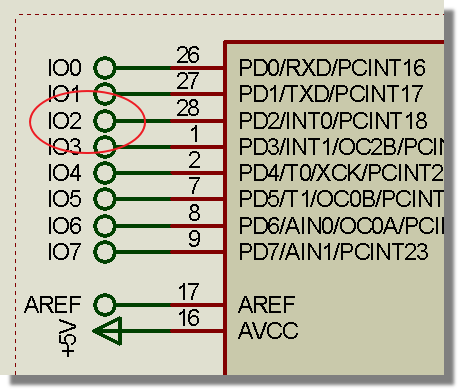 IO0 26 PD0/RXD/PCINT16
IO1 27 PD1/TXD/PCINT17
IO2 28 PD2/INT0/PCINT18
IO3 1 PD3/INT1/OC2B/PCIN
IO4 2 PD4/T0/XCK/PCINT2
IO5 7 PD5/T1/OC0B/PCINT
IO6 8 PD6/AIN0/OC0A/PCI
IO7 9 PD7/AIN1/PCINT23
AREF 17 AREF
+5V 16 AVCC